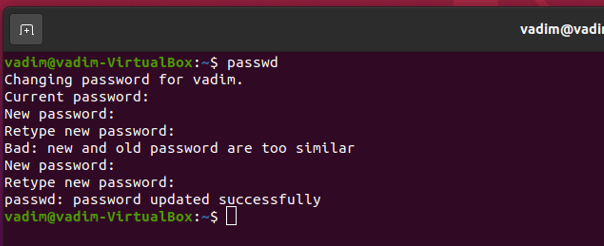 vadim@vadi
vadim@vadim-VirtualBox:~$ passwd
Changing password for vadim.
Current password:
New password:
Retype new password:
Bad: new and old password are too similar
New password:
Retype new password:
passwd: password updated successfully
vadim@vadim-VirtualBox:~$